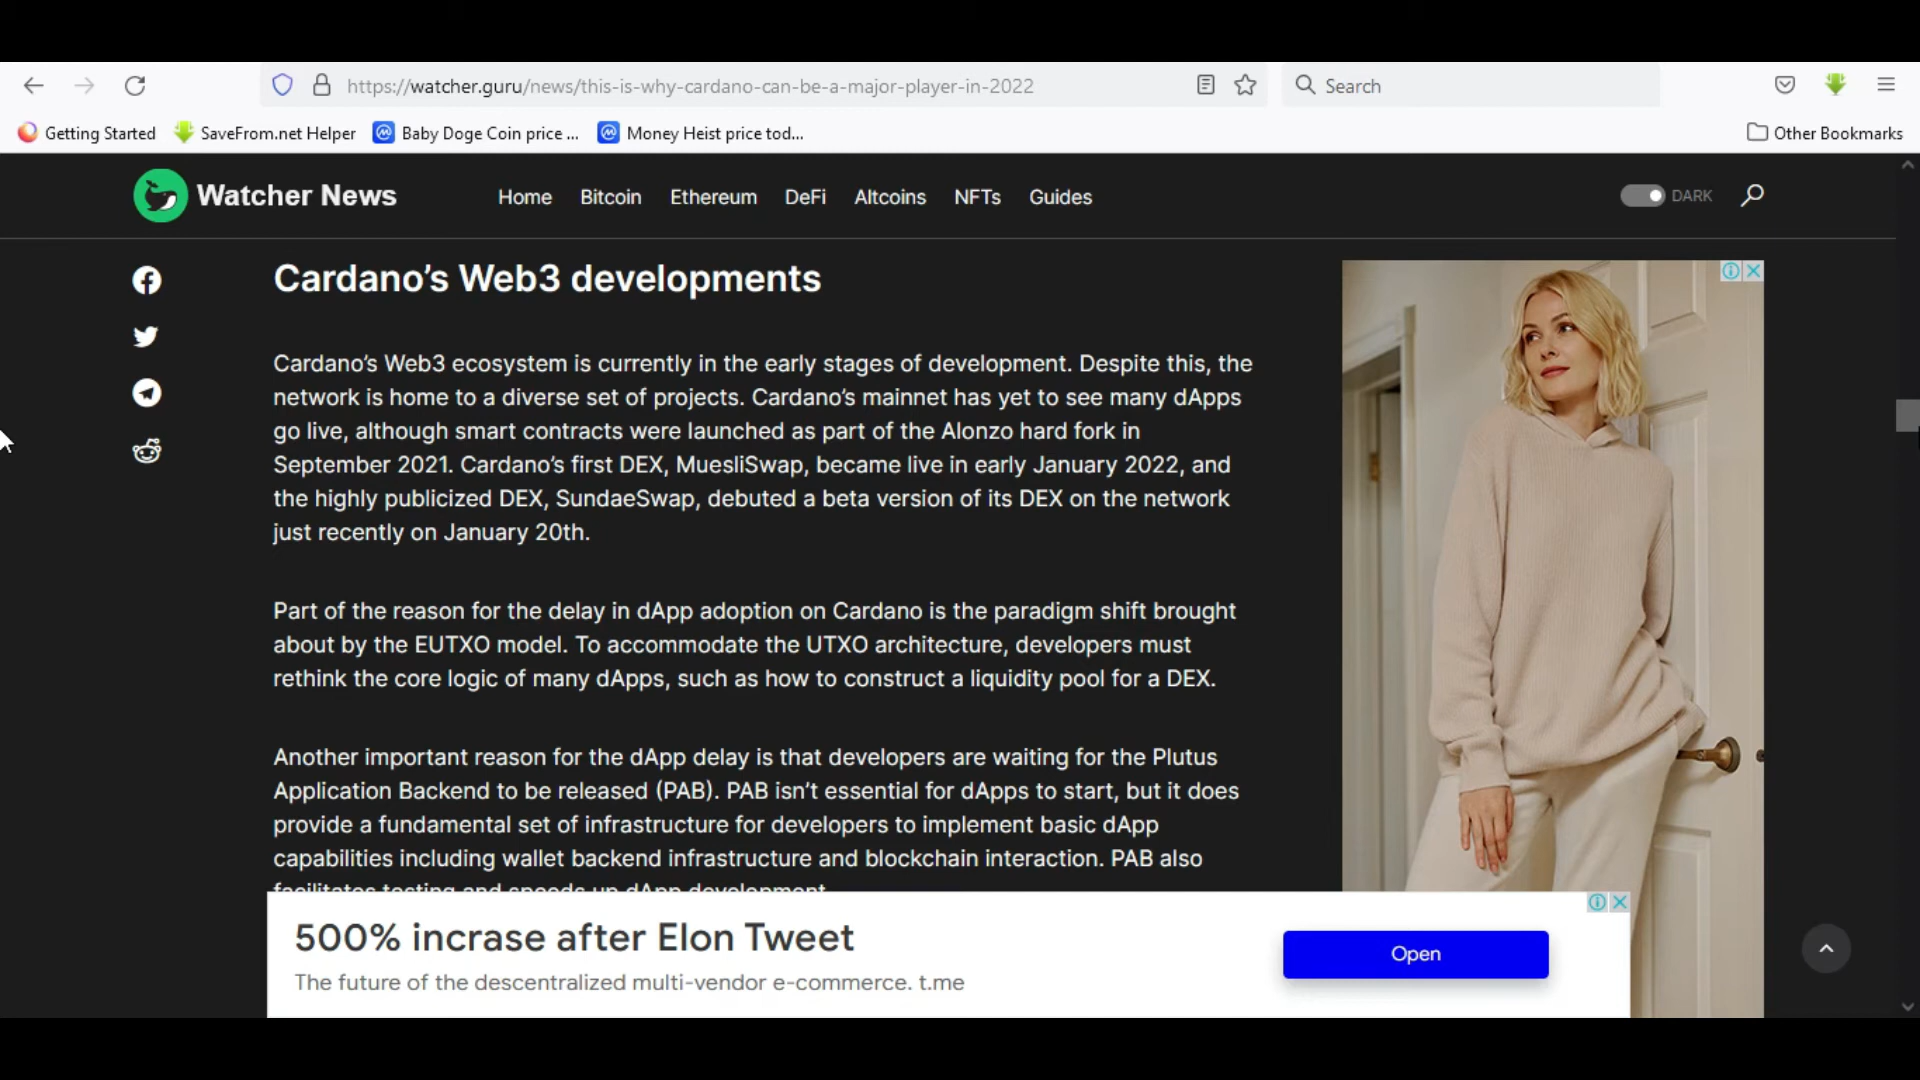 https://watcher.guru/news/this-is-why-cardano-can-be-a-major-player-in-2022
Search
Getting Started
SaveFrom.net Helper
Baby Doge Coin price ...
Money Heist price tod...
Other Bookmarks
Watcher News
Home
Bitcoin
Ethereum
DeFi
Altcoins
NFTs
Guides
DARK
Cardano's Web3 developments
Cardano's Web3 ecosystem is currently in the early stages of development. Despite this, the
network is home to a diverse set of projects. Cardano's mainnet has yet to see many dApps
go live, although smart contracts were launched as part of the Alonzo hard fork in
September 2021. Cardano's first DEX, MuesliSwap, became live in early January 2022, and
the highly publicized DEX, SundaeSwap, debuted a beta version of its DEX on the network
just recently on January 20th.
Part of the reason for the delay in dApp adoption on Cardano is the paradigm shift brought
about by the EUTXO model. To accommodate the UTXO architecture, developers must
rethink the core logic of many dApps, such as how to construct a liquidity pool for a DEX.
Another important reason for the dApp delay is that developers are waiting for the Plutus
Application Backend to be released (PAB). PAB isn't essential for dApps to start, but it does
provide a fundamental set of infrastructure for developers to implement basic dApp
capabilities including wallet backend infrastructure and blockchain interaction. PAB also
facilitates testing and speeds up dApp development.
500% incrase after Elon Tweet
The future of the descentralized multi-vendor e-commerce. t.me
Open